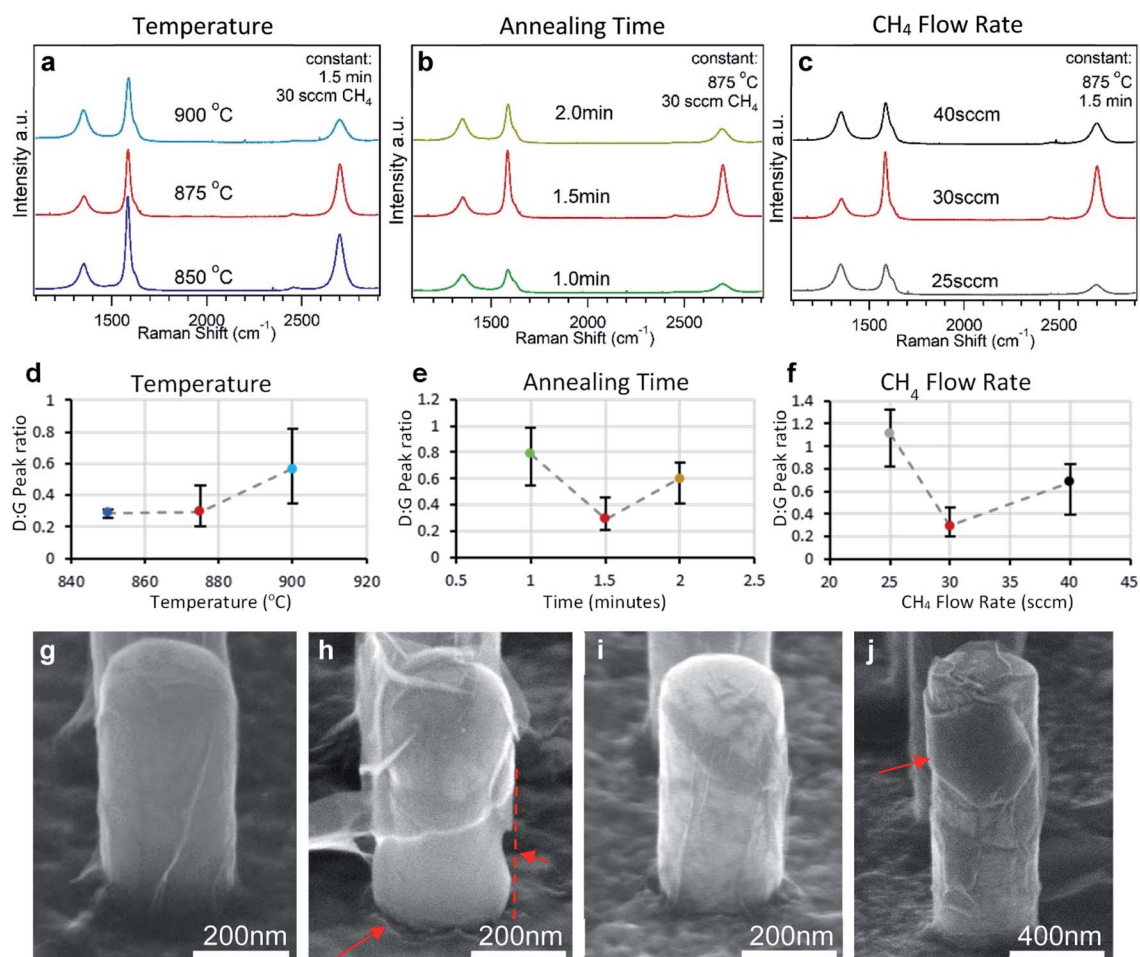 Temperature
Annealing Time
CH₄ Flow Rate
a
constant:
1.5 min
30 sccm CH₄
900 °C
875 °C
850 °C
Intensity a.u.
1500 2000 2500
Raman Shift (cm⁻¹)
b
constant:
875 °C
30 sccm CH₄
2.0min
1.5min
1.0min
Intensity a.u.
1500 2000 2500
Raman Shift (cm⁻¹)
c
constant:
875 °C
1.5 min
40sccm
30sccm
25sccm
Intensity a.u.
1500 2000 2500
Raman Shift (cm⁻¹)
d
Temperature
D:G Peak ratio
1
0.8
0.6
0.4
0.2
0
840 860 880 900 920
Temperature (°C)
e
Annealing Time
D:G Peak ratio
1.2
1
0.8
0.6
0.4
0.2
0
0.5 1 1.5 2 2.5
Time (minutes)
f
CH₄ Flow Rate
D:G Peak ratio
1.4
1.2
1
0.8
0.6
0.4
0.2
0
20 25 30 35 40 45
CH₄ Flow Rate (sccm)
g
200nm
h
200nm
i
200nm
j
400nm